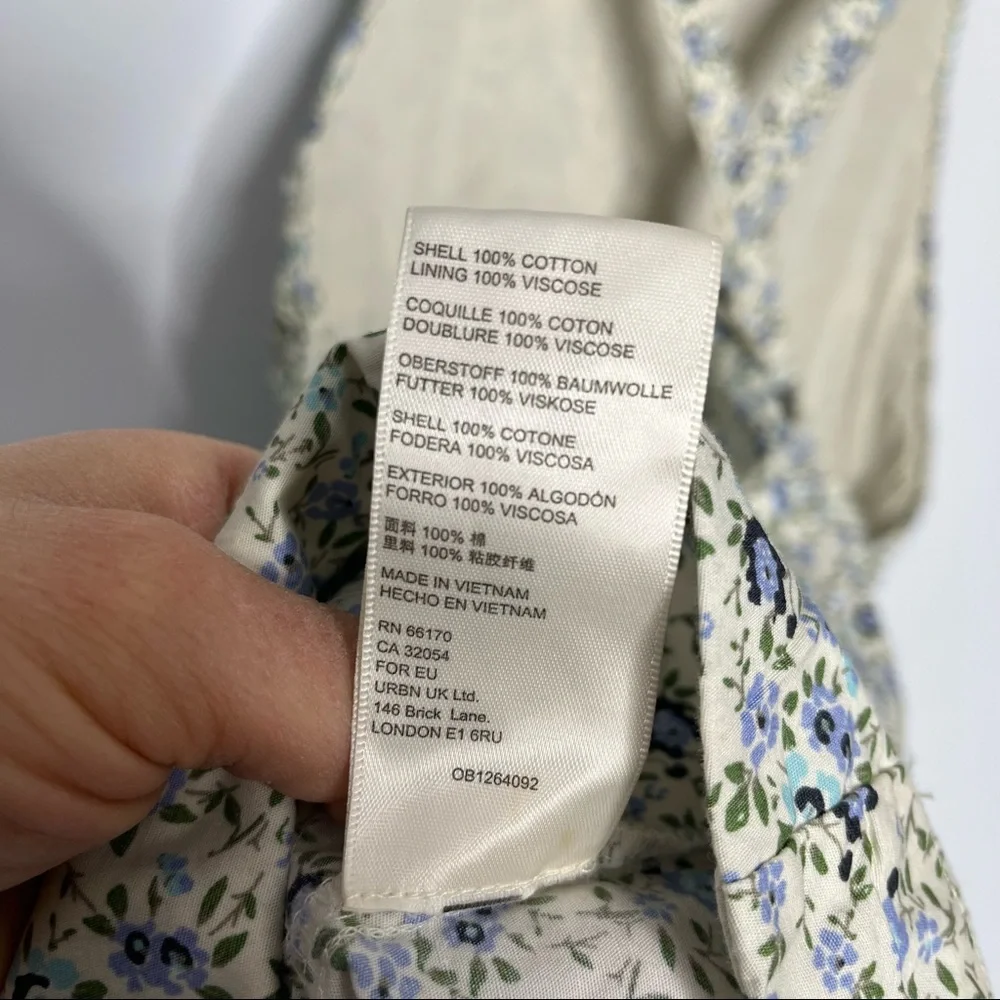 SHELL 100% COTTON
LINING 100% VISCOSE
COQUILLE 100% COTON
DOUBLURE 100% VISCOSE
OBERSTOFF 100% BAUMWOLLE
FUTTER 100% VISKOSE
SHELL 100% COTONE
FODERA 100% VISCOSA
EXTERIOR 100% ALGODÓN
FORRO 100% VISCOSA
面料 100% 棉
里料 100% 粘胶纤维
MADE IN VIETNAM
HECHO EN VIETNAM
RN 66170
CA 32054
FOR EU
URBN UK Ltd.
146 Brick Lane.
LONDON E1 6RU
OB1264092